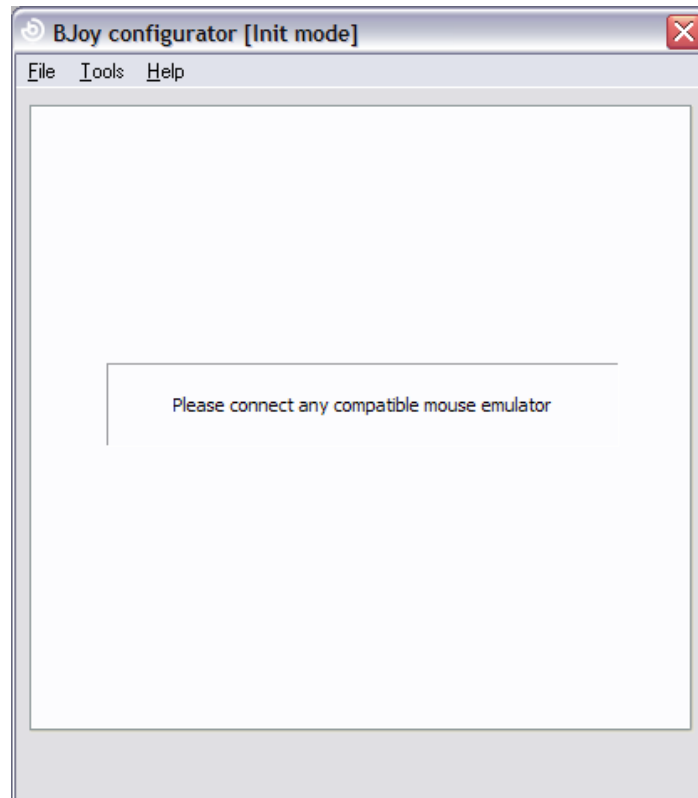 BJoy configurator [Init mode]
File Tools Help
Please connect any compatible mouse emulator